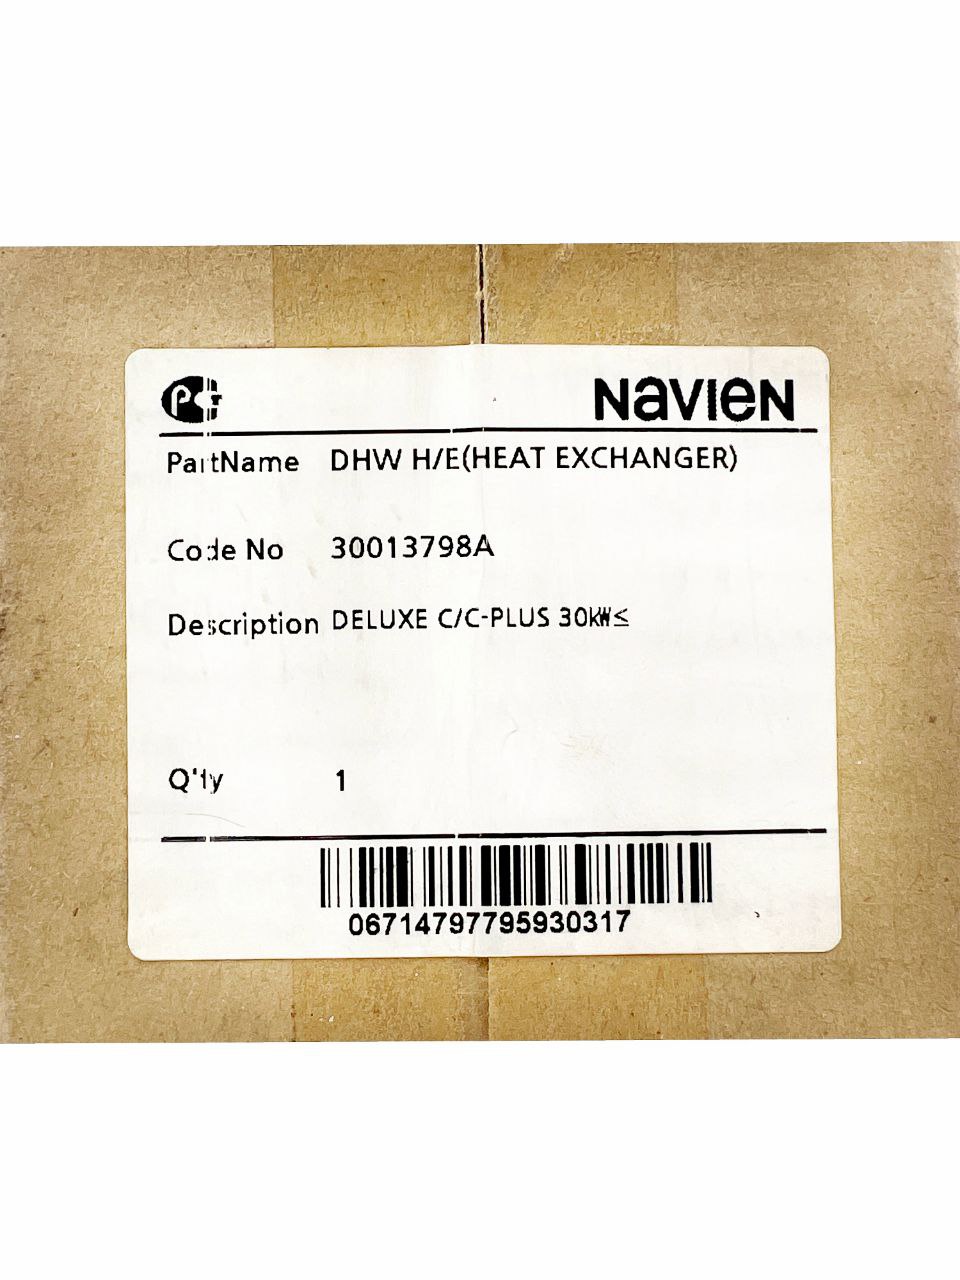 NAVIEN
PartName DHW H/E(HEAT EXCHANGER)
Code No 30013798A
Description DELUXE C/C-PLUS 30kW≤
Q'ty 1
06714797795930317